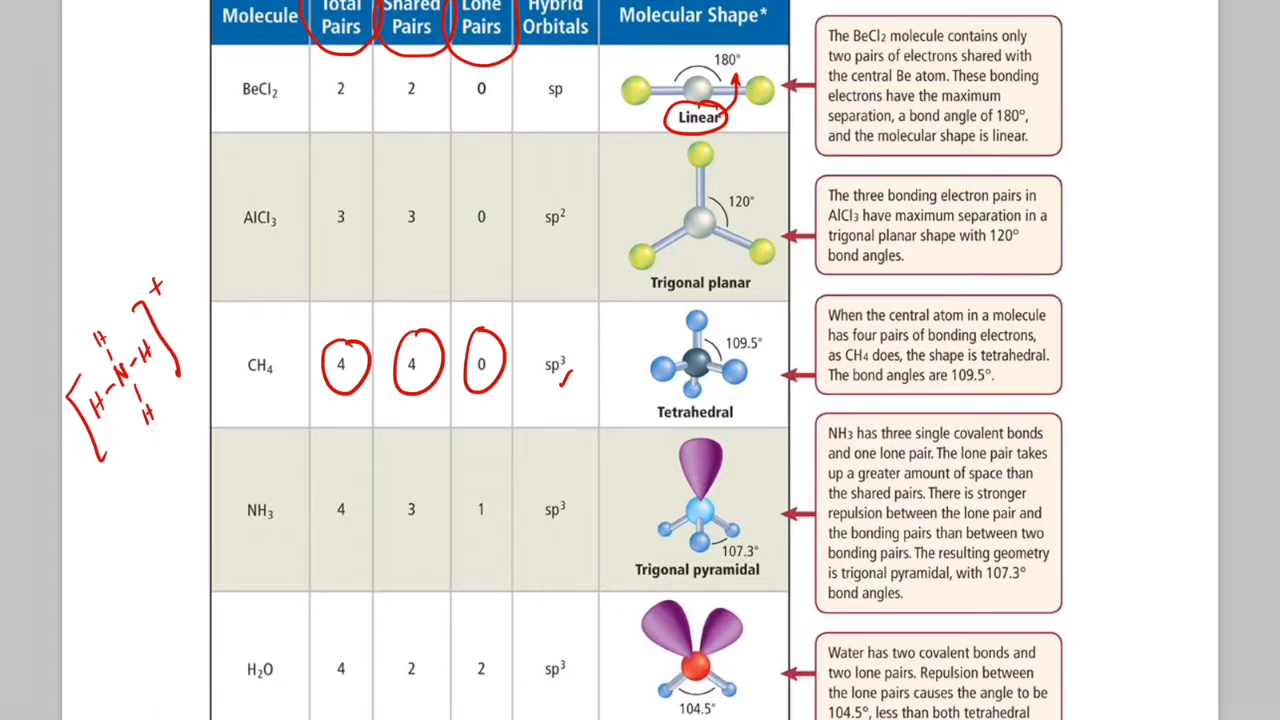 Molecule
Total
Pairs
Shared
Pairs
Lone
Pairs
Hybrid
Orbitals
Molecular Shape*
BeCl₂
2
2
0
sp
180°
Linear
The BeCl₂ molecule contains only
two pairs of electrons shared with
the central Be atom. These bonding
electrons have the maximum
separation, a bond angle of 180°,
and the molecular shape is linear.
AlCl₃
3
3
0
sp²
120°
Trigonal planar
The three bonding electron pairs in
AlCl₃ have maximum separation in a
trigonal planar shape with 120°
bond angles.
[H-N-H]⁺
H
H
CH₄
4
4
0
sp³
109.5°
Tetrahedral
When the central atom in a molecule
has four pairs of bonding electrons,
as CH₄ does, the shape is tetrahedral.
The bond angles are 109.5°.
NH₃
4
3
1
sp³
107.3°
Trigonal pyramidal
NH₃ has three single covalent bonds
and one lone pair. The lone pair takes
up a greater amount of space than
the shared pairs. There is stronger
repulsion between the lone pair and
the bonding pairs than between two
bonding pairs. The resulting geometry
is trigonal pyramidal, with 107.3°
bond angles.
H₂O
4
2
2
sp³
104.5°
Water has two covalent bonds and
two lone pairs. Repulsion between
the lone pairs causes the angle to be
104.5°, less than both tetrahedral